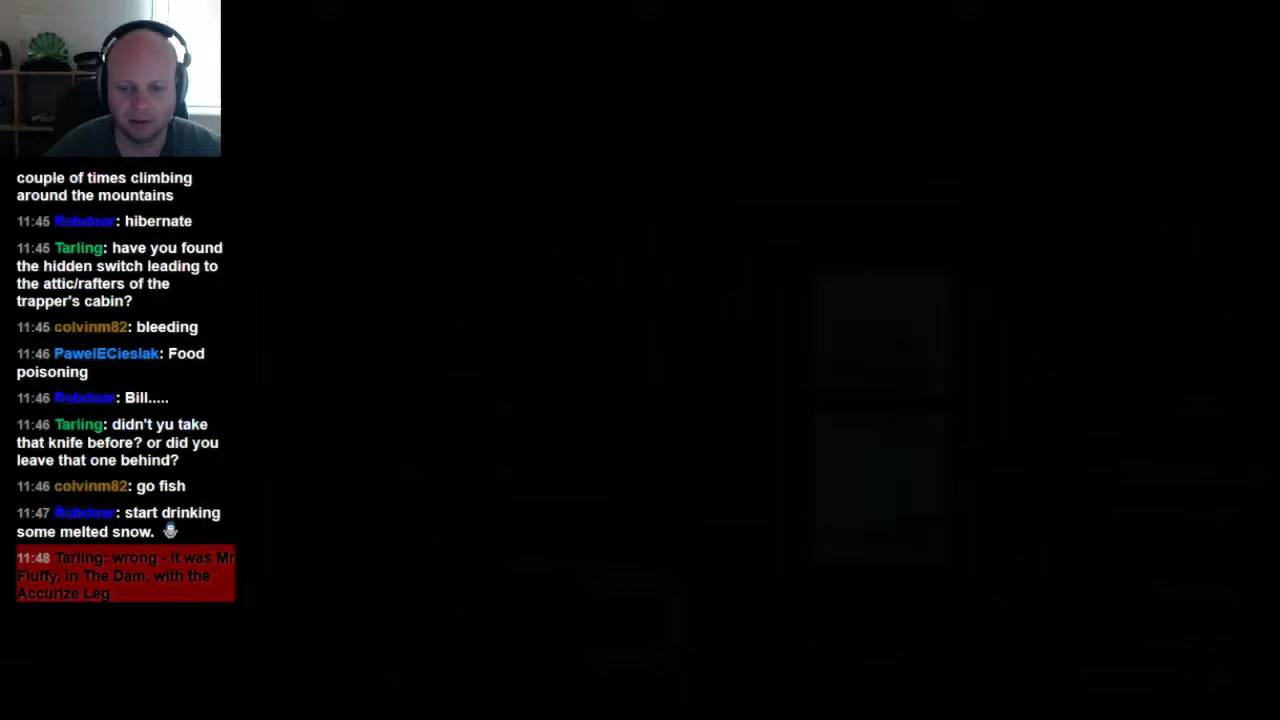 couple of times climbing
around the mountains
11:45 Robdoar: hibernate
11:45 Tarling: have you found
the hidden switch leading to
the attic/rafters of the
trapper's cabin?
11:45 colvinm82: bleeding
11:46 PawelECieslak: Food
poisoning
11:46 Robdoar: Bill.....
11:46 Tarling: didn't yu take
that knife before? or did you
leave that one behind?
11:46 colvinm82: go fish
11:47 Robdoar: start drinking
some melted snow.
11:48 Tarling: wrong - it was Mr
Fluffy, in The Dam, with the
Accurize Leg